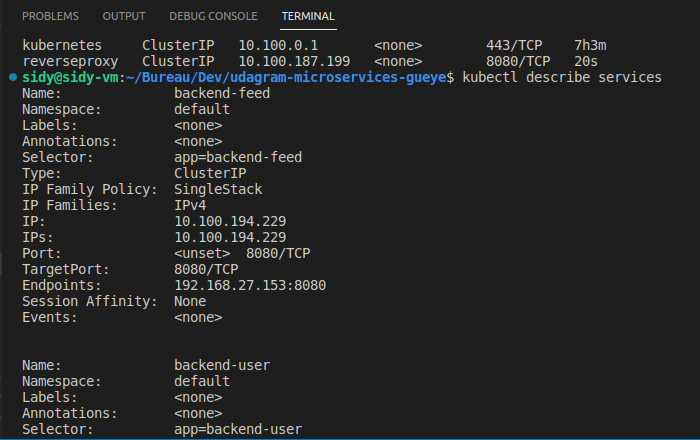 PROBLEMS OUTPUT DEBUG CONSOLE TERMINAL
kubernetes ClusterIP 10.100.0.1 <none> 443/TCP 7h3m
reverseproxy ClusterIP 10.100.187.199 <none> 8080/TCP 20s
sidy@sidy-vm:~/Bureau/Dev/udagram-microservices-gueye$ kubectl describe services
Name: backend-feed
Namespace: default
Labels: <none>
Annotations: <none>
Selector: app=backend-feed
Type: ClusterIP
IP Family Policy: SingleStack
IP Families: IPv4
IP: 10.100.194.229
IPs: 10.100.194.229
Port: <unset> 8080/TCP
TargetPort: 8080/TCP
Endpoints: 192.168.27.153:8080
Session Affinity: None
Events: <none>
Name: backend-user
Namespace: default
Labels: <none>
Annotations: <none>
Selector: app=backend-user